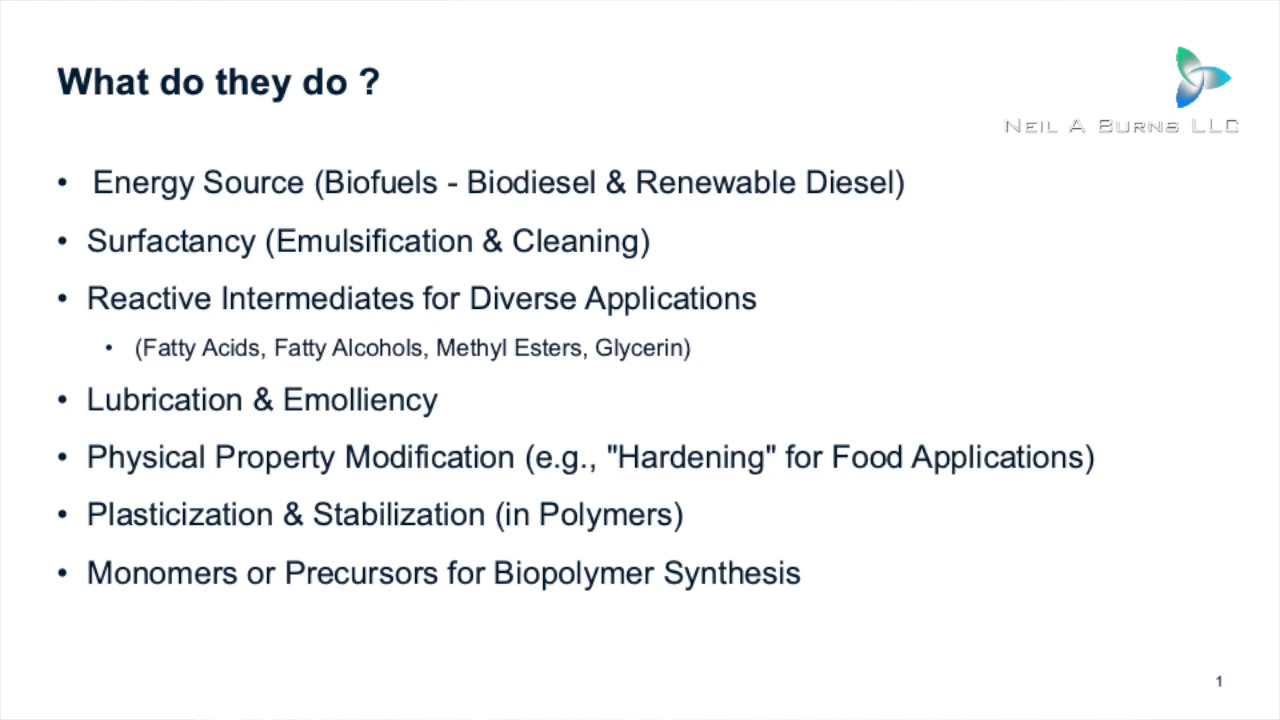 What do they do ?
NEIL A BURNS LLC
• Energy Source (Biofuels - Biodiesel & Renewable Diesel)
• Surfactancy (Emulsification & Cleaning)
• Reactive Intermediates for Diverse Applications
• (Fatty Acids, Fatty Alcohols, Methyl Esters, Glycerin)
• Lubrication & Emolliency
• Physical Property Modification (e.g., "Hardening" for Food Applications)
• Plasticization & Stabilization (in Polymers)
• Monomers or Precursors for Biopolymer Synthesis
1